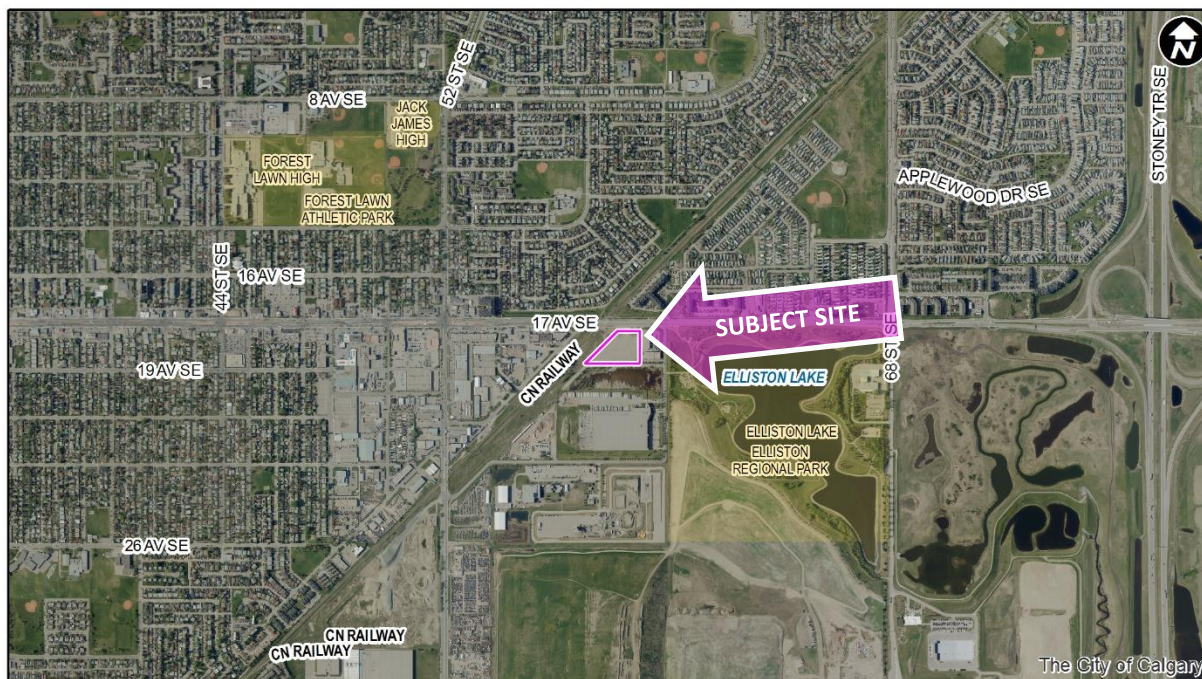 N
8 AV SE
52 ST SE
JACK
JAMES
HIGH
FOREST
LAWN HIGH
FOREST LAWN
ATHLETIC PARK
STONEY TR SE
APPLEWOOD DR SE
44 ST SE
16 AV SE
17 AV SE
SUBJECT SITE
68 ST SE
19 AV SE
CN RAILWAY
ELLISTON LAKE
ELLISTON LAKE
ELLISTON
REGIONAL PARK
26 AV SE
CN RAILWAY
CN RAILWAY
The City of Calgary